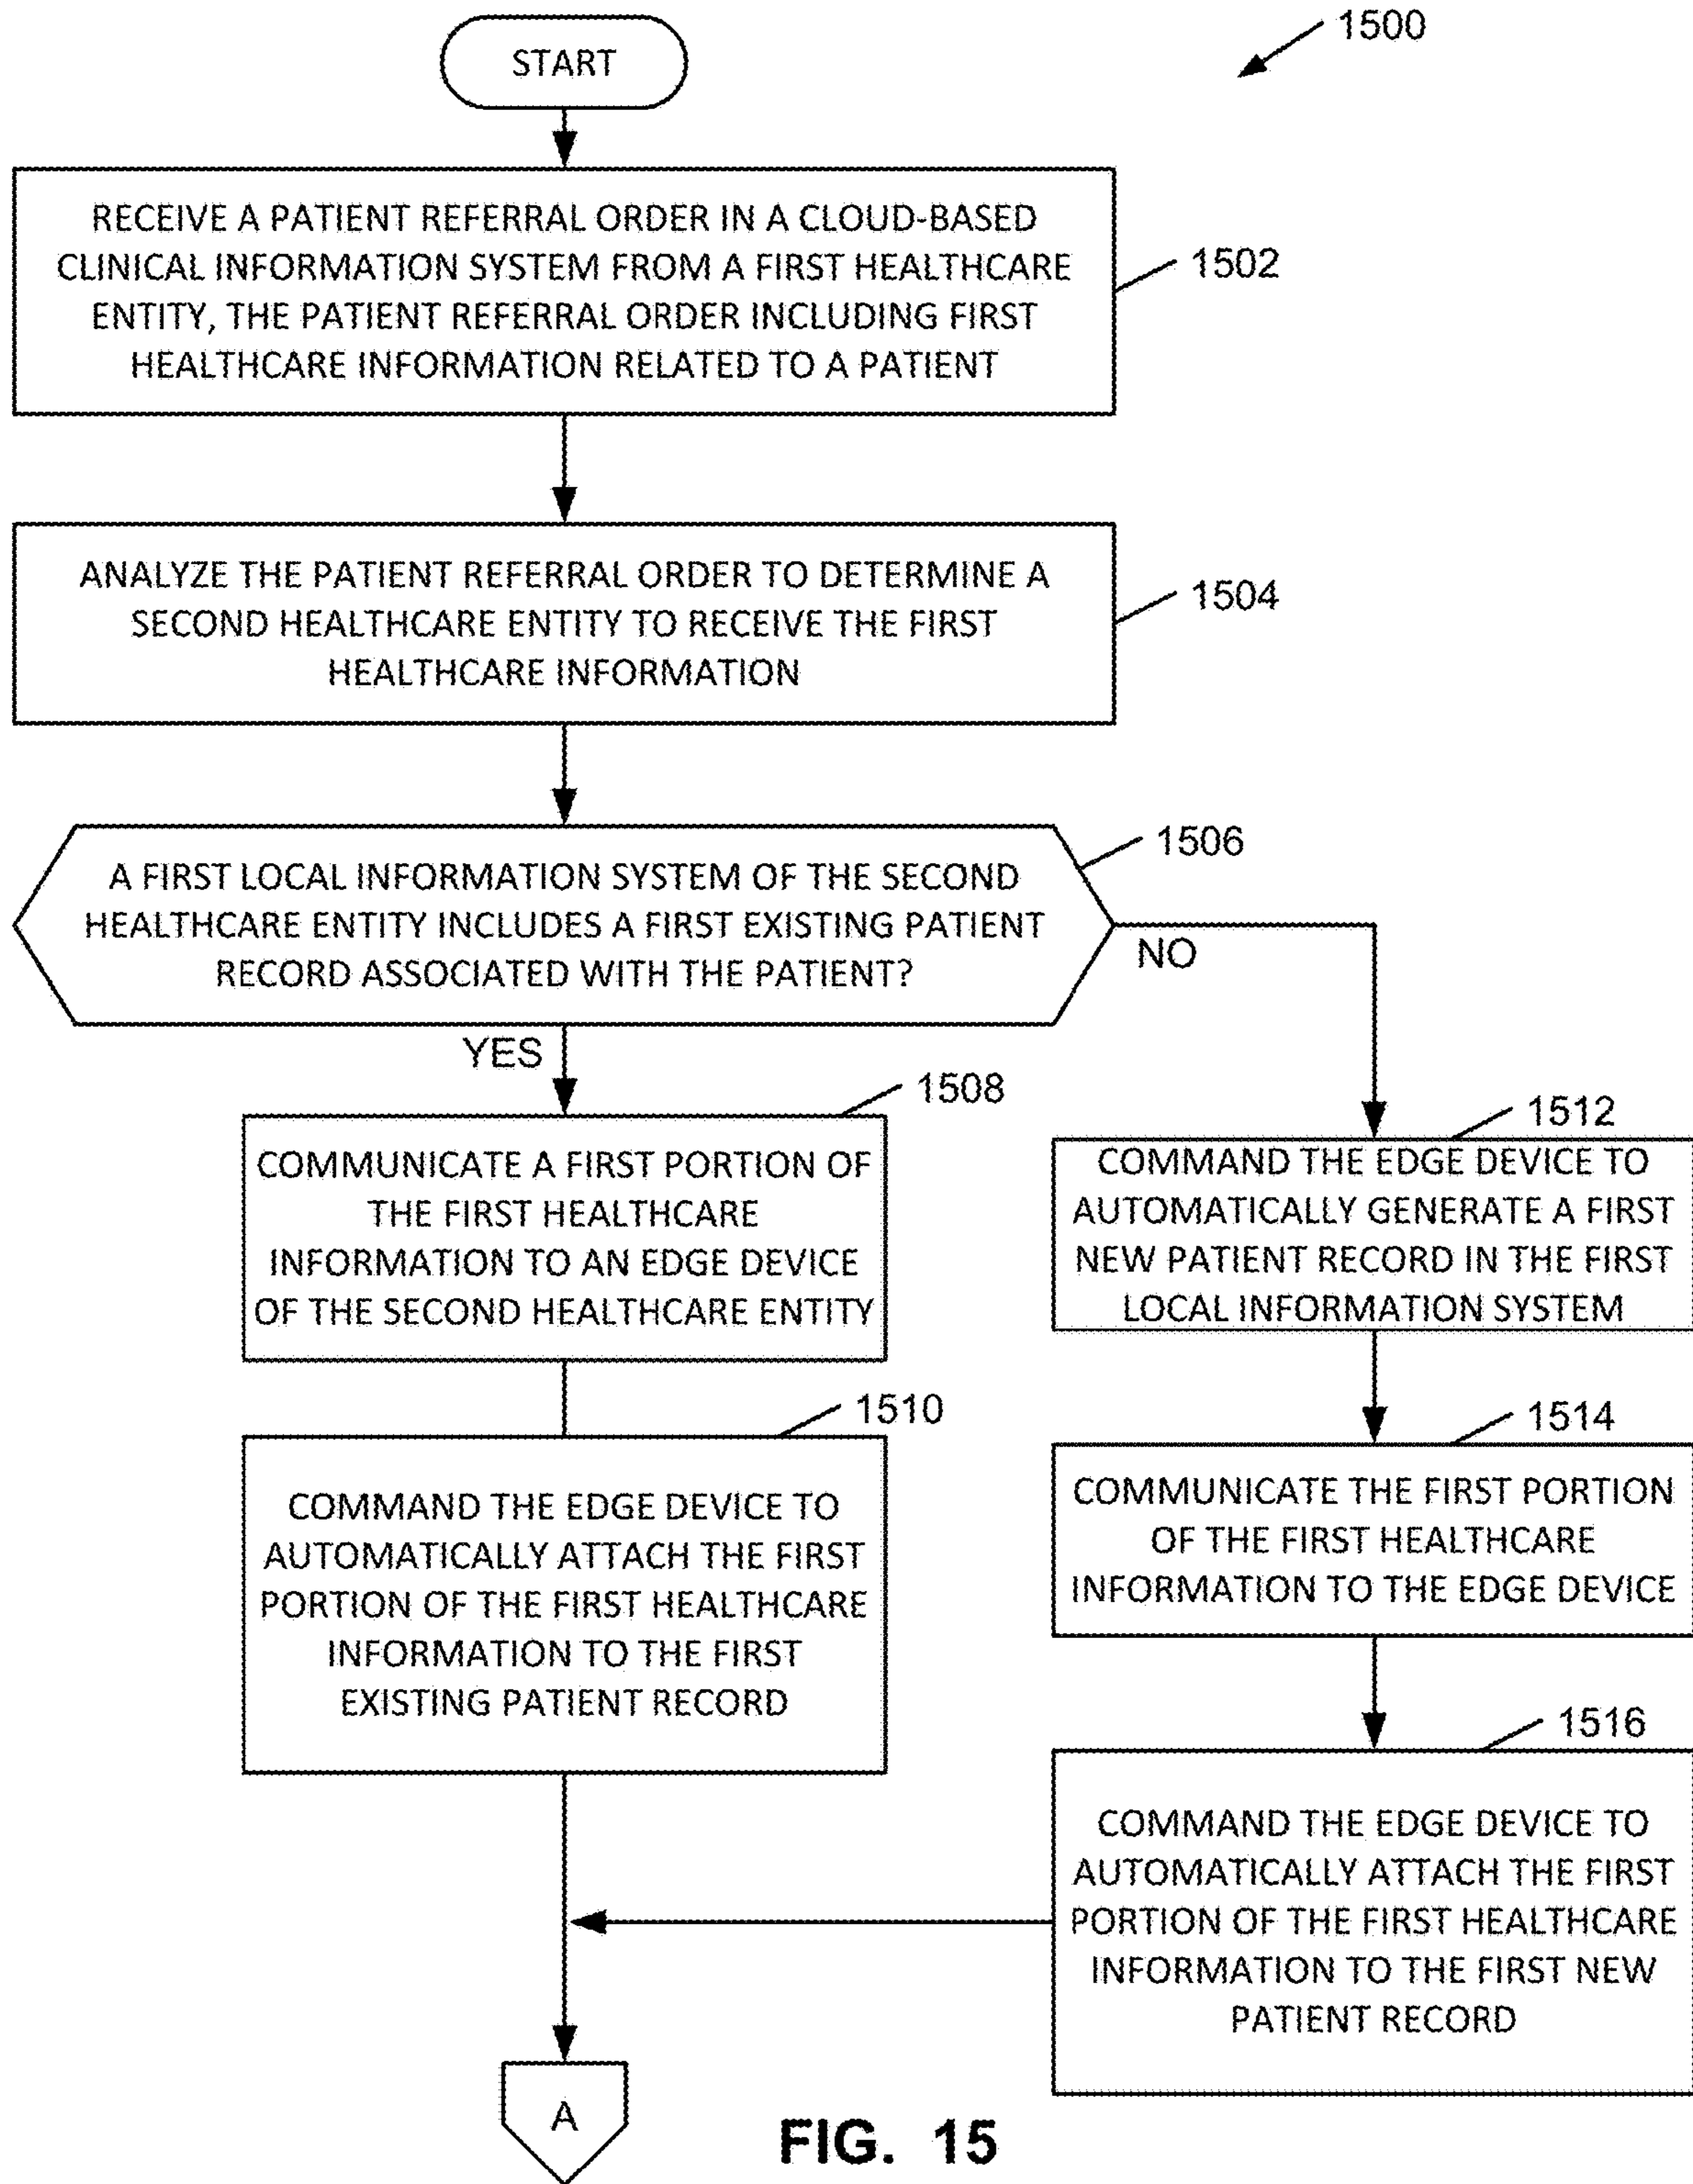 1500
START
RECEIVE A PATIENT REFERRAL ORDER IN A CLOUD-BASED
CLINICAL INFORMATION SYSTEM FROM A FIRST HEALTHCARE
ENTITY, THE PATIENT REFERRAL ORDER INCLUDING FIRST
HEALTHCARE INFORMATION RELATED TO A PATIENT
1502
ANALYZE THE PATIENT REFERRAL ORDER TO DETERMINE A
SECOND HEALTHCARE ENTITY TO RECEIVE THE FIRST
HEALTHCARE INFORMATION
1504
A FIRST LOCAL INFORMATION SYSTEM OF THE SECOND
HEALTHCARE ENTITY INCLUDES A FIRST EXISTING PATIENT
RECORD ASSOCIATED WITH THE PATIENT?
1506
NO
YES
1508
COMMUNICATE A FIRST PORTION OF
THE FIRST HEALTHCARE
INFORMATION TO AN EDGE DEVICE
OF THE SECOND HEALTHCARE ENTITY
1510
COMMAND THE EDGE DEVICE TO
AUTOMATICALLY ATTACH THE FIRST
PORTION OF THE FIRST HEALTHCARE
INFORMATION TO THE FIRST
EXISTING PATIENT RECORD
1512
COMMAND THE EDGE DEVICE TO
AUTOMATICALLY GENERATE A FIRST
NEW PATIENT RECORD IN THE FIRST
LOCAL INFORMATION SYSTEM
1514
COMMUNICATE THE FIRST PORTION
OF THE FIRST HEALTHCARE
INFORMATION TO THE EDGE DEVICE
1516
COMMAND THE EDGE DEVICE TO
AUTOMATICALLY ATTACH THE FIRST
PORTION OF THE FIRST HEALTHCARE
INFORMATION TO THE FIRST NEW
PATIENT RECORD
A
FIG. 15